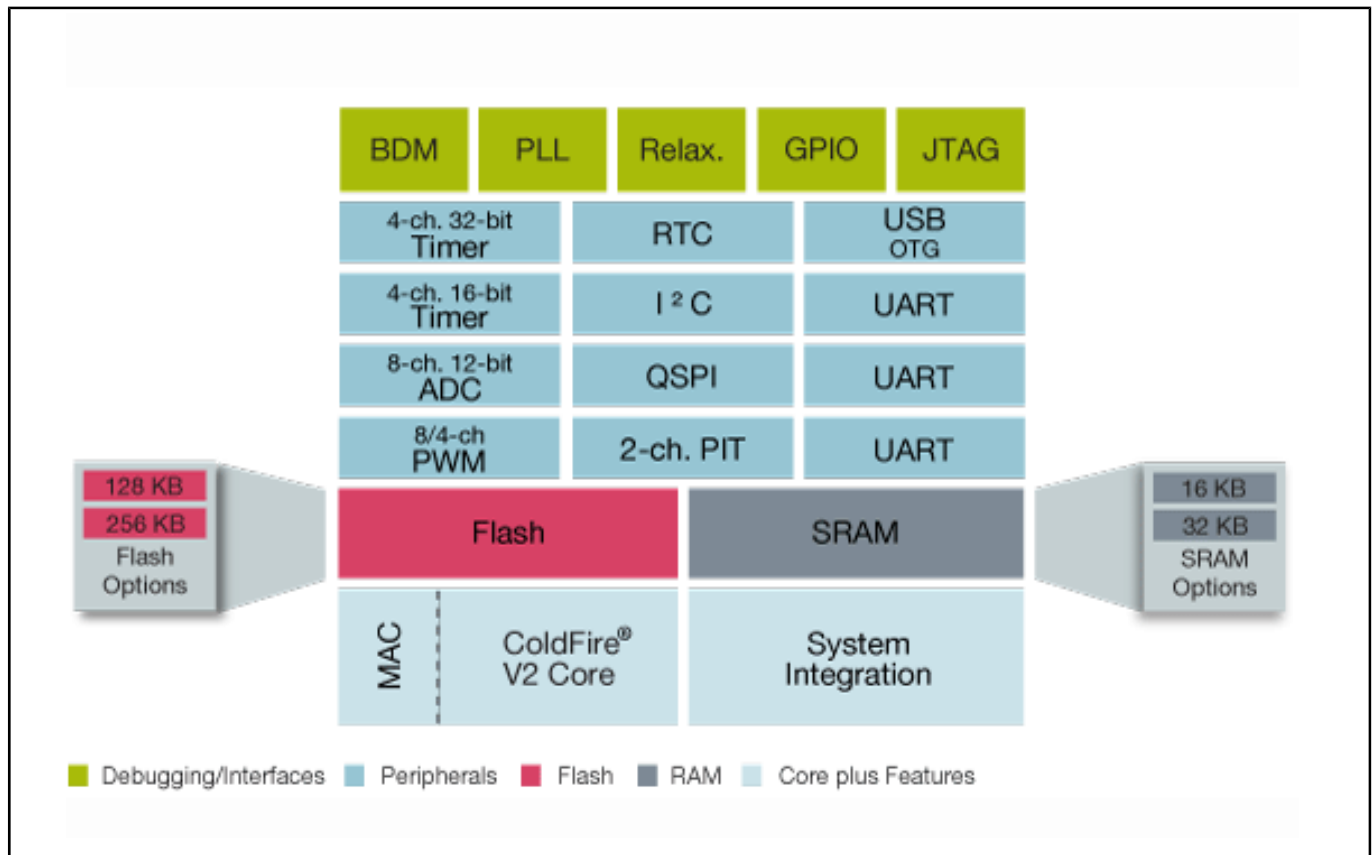 BDM
PLL
Relax.
GPIO
JTAG
4-ch. 32-bit
Timer
RTC
USB
OTG
4-ch. 16-bit
Timer
I ² C
UART
8-ch. 12-bit
ADC
QSPI
UART
8/4-ch
PWM
2-ch. PIT
UART
128 KB
256 KB
Flash
Options
Flash
SRAM
16 KB
32 KB
SRAM
Options
MAC
ColdFire®
V2 Core
System
Integration
Debugging/Interfaces
Peripherals
Flash
RAM
Core plus Features